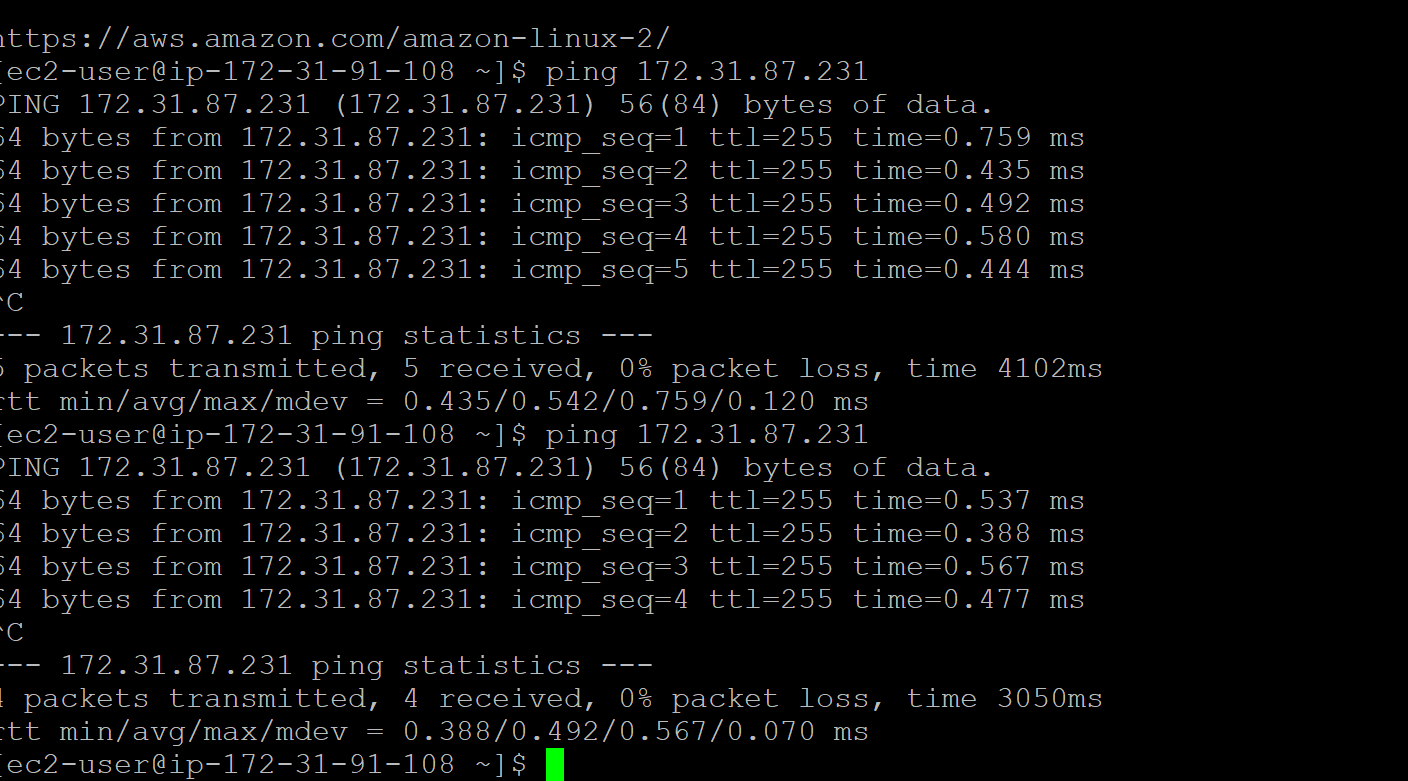 https://aws.amazon.com/amazon-linux-2/
[ec2-user@ip-172-31-91-108 ~]$ ping 172.31.87.231
PING 172.31.87.231 (172.31.87.231) 56(84) bytes of data.
64 bytes from 172.31.87.231: icmp_seq=1 ttl=255 time=0.759 ms
64 bytes from 172.31.87.231: icmp_seq=2 ttl=255 time=0.435 ms
64 bytes from 172.31.87.231: icmp_seq=3 ttl=255 time=0.492 ms
64 bytes from 172.31.87.231: icmp_seq=4 ttl=255 time=0.580 ms
64 bytes from 172.31.87.231: icmp_seq=5 ttl=255 time=0.444 ms
^C
--- 172.31.87.231 ping statistics ---
5 packets transmitted, 5 received, 0% packet loss, time 4102ms
rtt min/avg/max/mdev = 0.435/0.542/0.759/0.120 ms
[ec2-user@ip-172-31-91-108 ~]$ ping 172.31.87.231
PING 172.31.87.231 (172.31.87.231) 56(84) bytes of data.
64 bytes from 172.31.87.231: icmp_seq=1 ttl=255 time=0.537 ms
64 bytes from 172.31.87.231: icmp_seq=2 ttl=255 time=0.388 ms
64 bytes from 172.31.87.231: icmp_seq=3 ttl=255 time=0.567 ms
64 bytes from 172.31.87.231: icmp_seq=4 ttl=255 time=0.477 ms
^C
--- 172.31.87.231 ping statistics ---
4 packets transmitted, 4 received, 0% packet loss, time 3050ms
rtt min/avg/max/mdev = 0.388/0.492/0.567/0.070 ms
[ec2-user@ip-172-31-91-108 ~]$